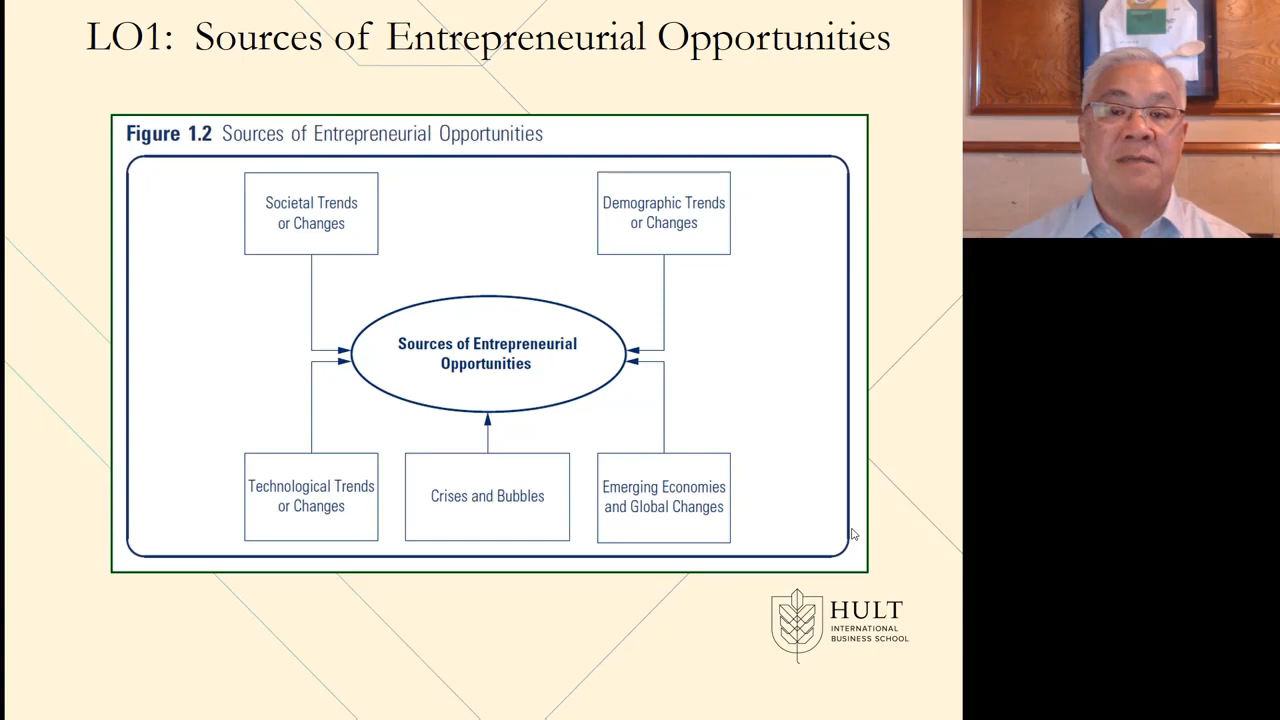 LO1: Sources of Entrepreneurial Opportunities
Figure 1.2 Sources of Entrepreneurial Opportunities
Societal Trends
or Changes
Demographic Trends
or Changes
Sources of Entrepreneurial
Opportunities
Technological Trends
or Changes
Crises and Bubbles
Emerging Economies
and Global Changes
HULT
INTERNATIONAL
BUSINESS SCHOOL